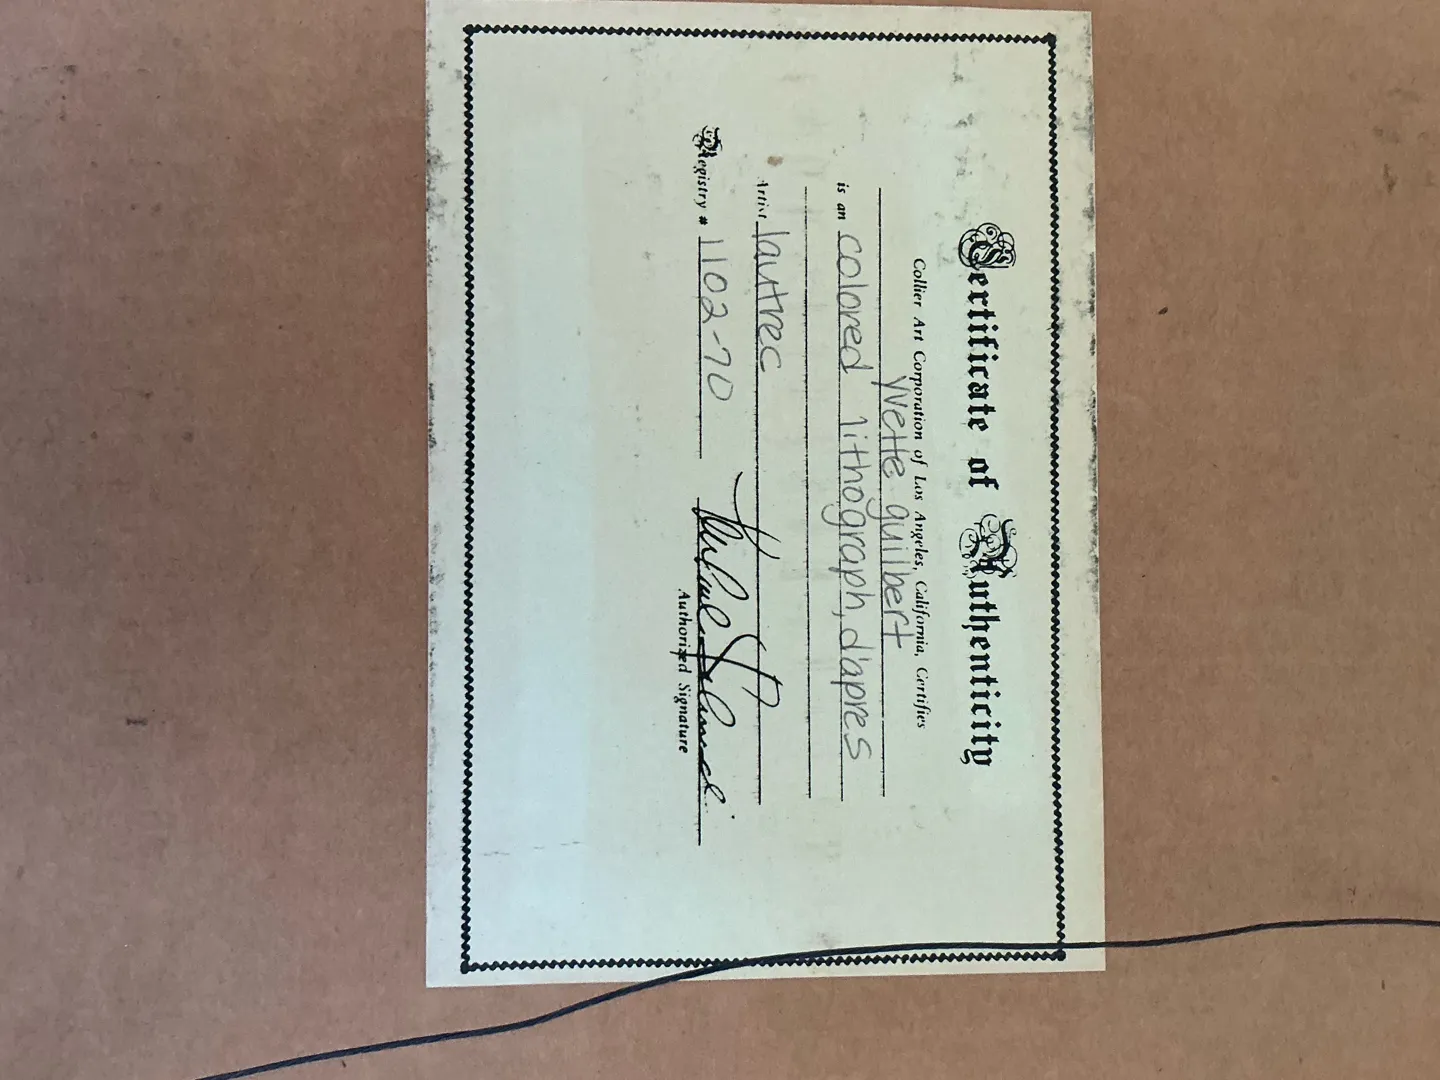 Certificate of Authenticity
Collier Art Corporation of Los Angeles, California, Certifies
Yvette guilbert
is an colored lithograph, d'apres
Artist lautrec
Registry # 1102-70
Authorized Signature